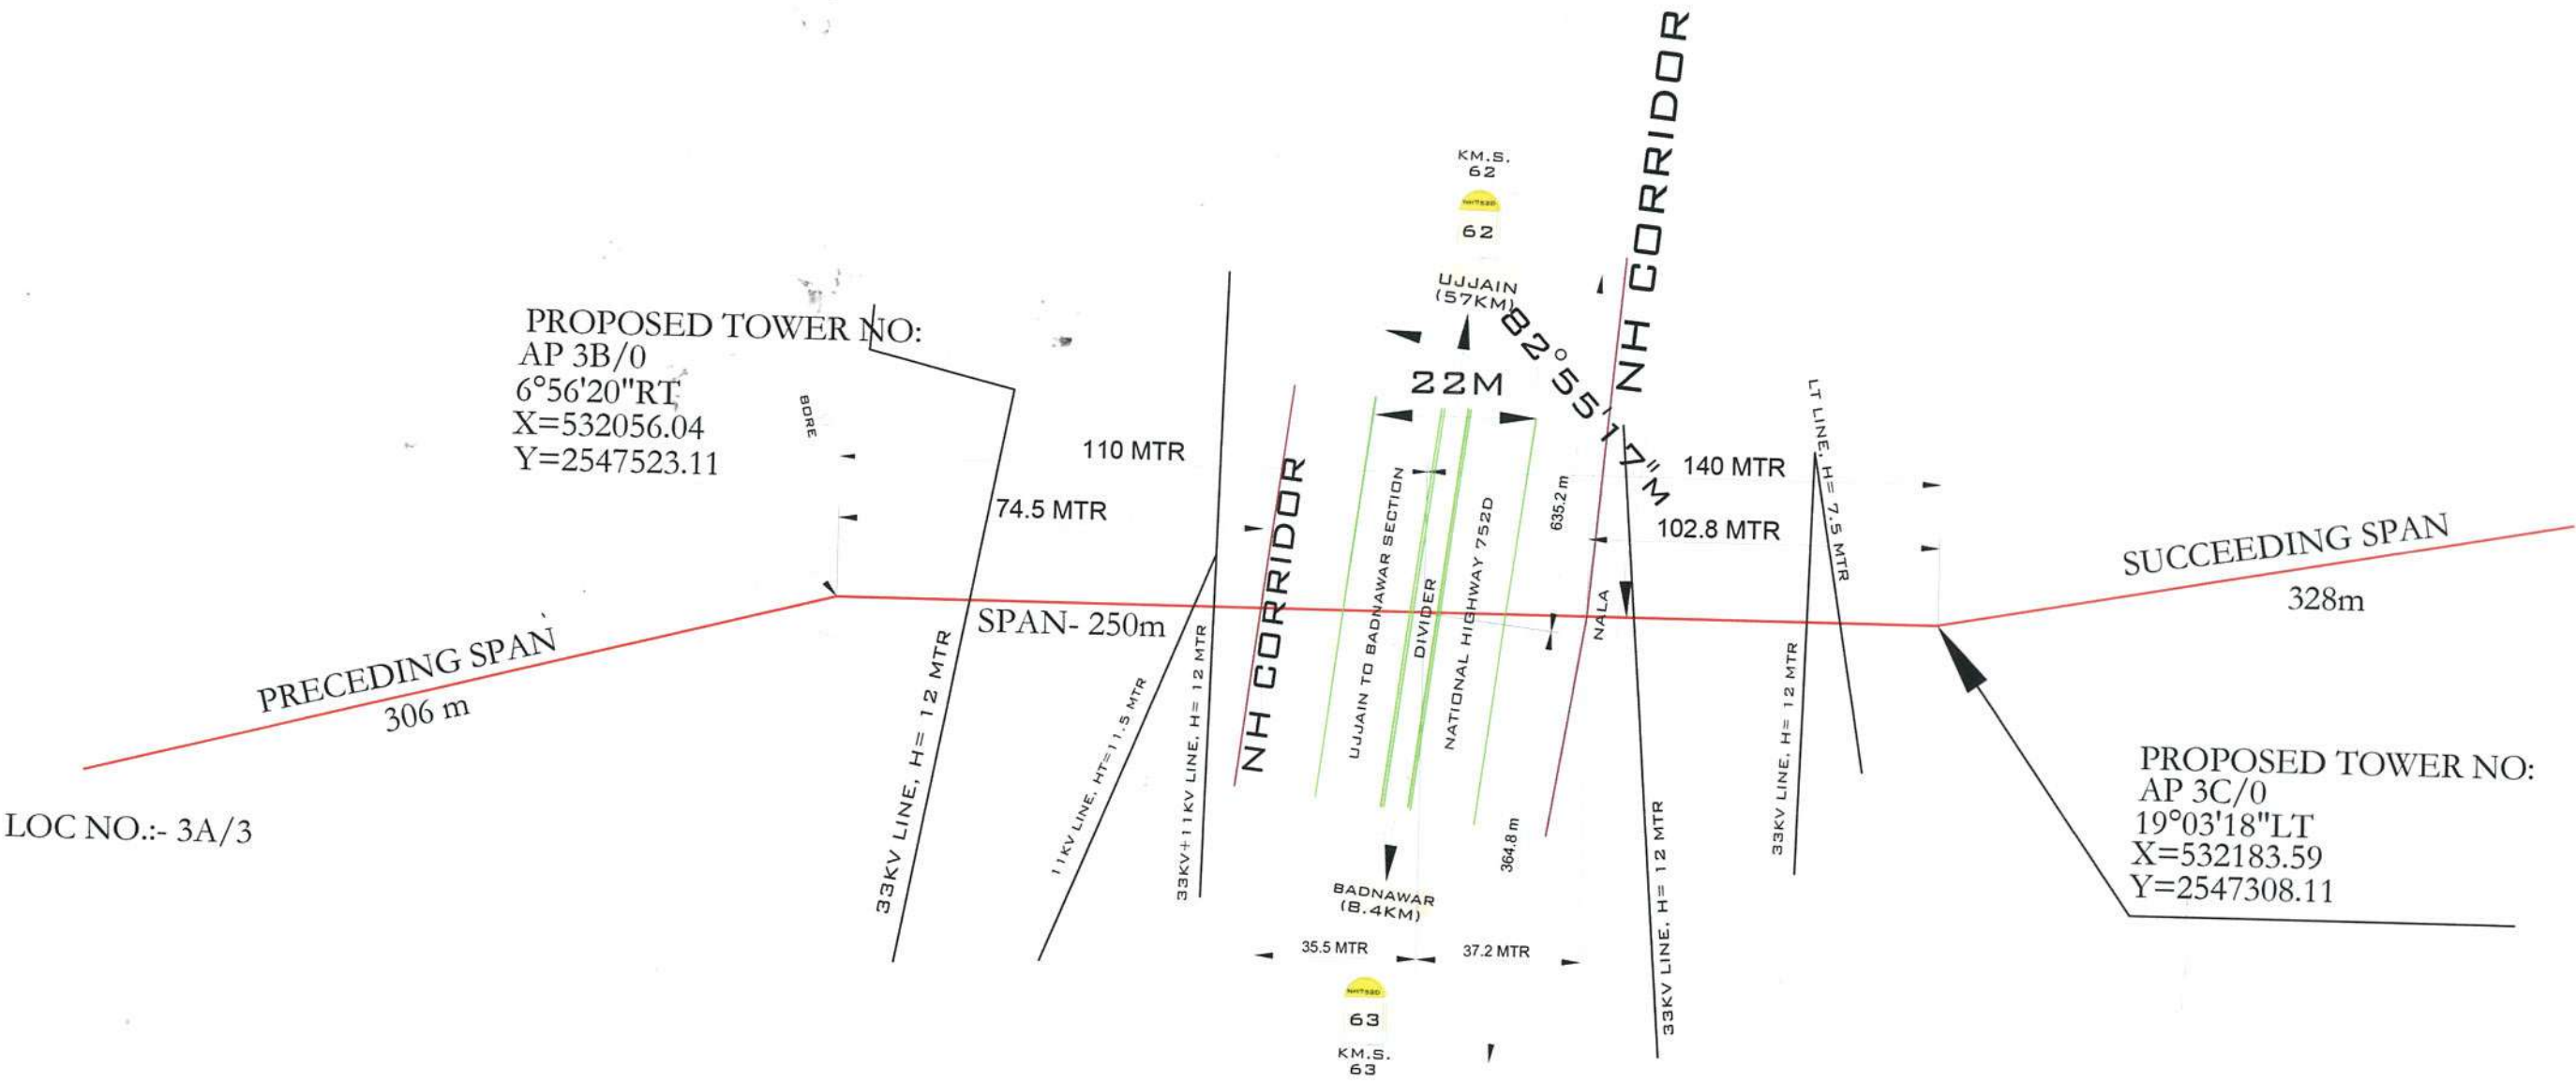 NH CORRIDOR
KM.S.
62
NH752D
62
UJJAIN
(57KM)
82°55'17"M
22M
PROPOSED TOWER NO:
AP 3B/0
6°56'20"RT
X=532056.04
Y=2547523.11
BORE
110 MTR
74.5 MTR
140 MTR
102.8 MTR
635.2 m
LT LINE, H= 7.5 MTR
NH CORRIDOR
UJJAIN TO BADNAWAR SECTION
DIVIDER
NATIONAL HIGHWAY 752D
NALA
SPAN- 250m
PRECEDING SPAN
306 m
SUCCEEDING SPAN
328m
33KV LINE, H= 12 MTR
11KV LINE, HT=11.5 MTR
33KV+11KV LINE, H= 12 MTR
33KV LINE, H= 12 MTR
33KV LINE, H= 12 MTR
LOC NO.:- 3A/3
364.8 m
BADNAWAR
(8.4KM)
35.5 MTR
37.2 MTR
NH752D
63
KM.S.
63
PROPOSED TOWER NO:
AP 3C/0
19°03'18"LT
X=532183.59
Y=2547308.11